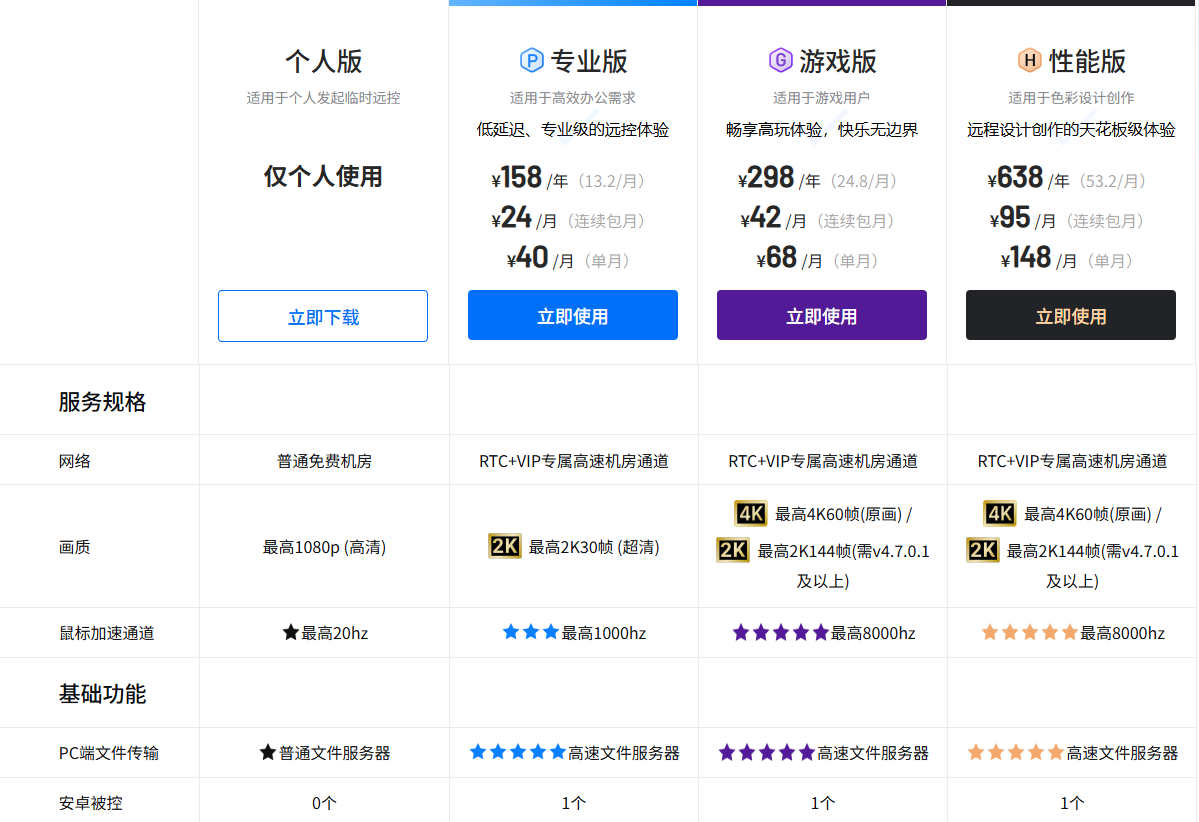 个人版
适用于个人发起临时远控
仅个人使用
立即下载
P 专业版
适用于高效办公需求
低延迟、专业级的远控体验
¥158 /年（13.2/月）
¥24 /月（连续包月）
¥40 /月（单月）
立即使用
G 游戏版
适用于游戏用户
畅享高玩体验，快乐无边界
¥298 /年（24.8/月）
¥42 /月（连续包月）
¥68 /月（单月）
立即使用
H 性能版
适用于色彩设计创作
远程设计创作的天花板级体验
¥638 /年（53.2/月）
¥95 /月（连续包月）
¥148 /月（单月）
立即使用
服务规格
网络 普通免费机房 RTC+VIP专属高速机房通道 RTC+VIP专属高速机房通道 RTC+VIP专属高速机房通道
画质
最高1080p (高清)
2K 最高2K30帧 (超清)
4K 最高4K60帧(原画) /
2K 最高2K144帧(需v4.7.0.1
及以上)
4K 最高4K60帧(原画) /
2K 最高2K144帧(需v4.7.0.1
及以上)
鼠标加速通道 ★最高20hz ★★★最高1000hz ★★★★★最高8000hz ★★★★★最高8000hz
基础功能
PC端文件传输 ★普通文件服务器 ★★★★★高速文件服务器 ★★★★★高速文件服务器 ★★★★★高速文件服务器
安卓被控 0个 1个 1个 1个